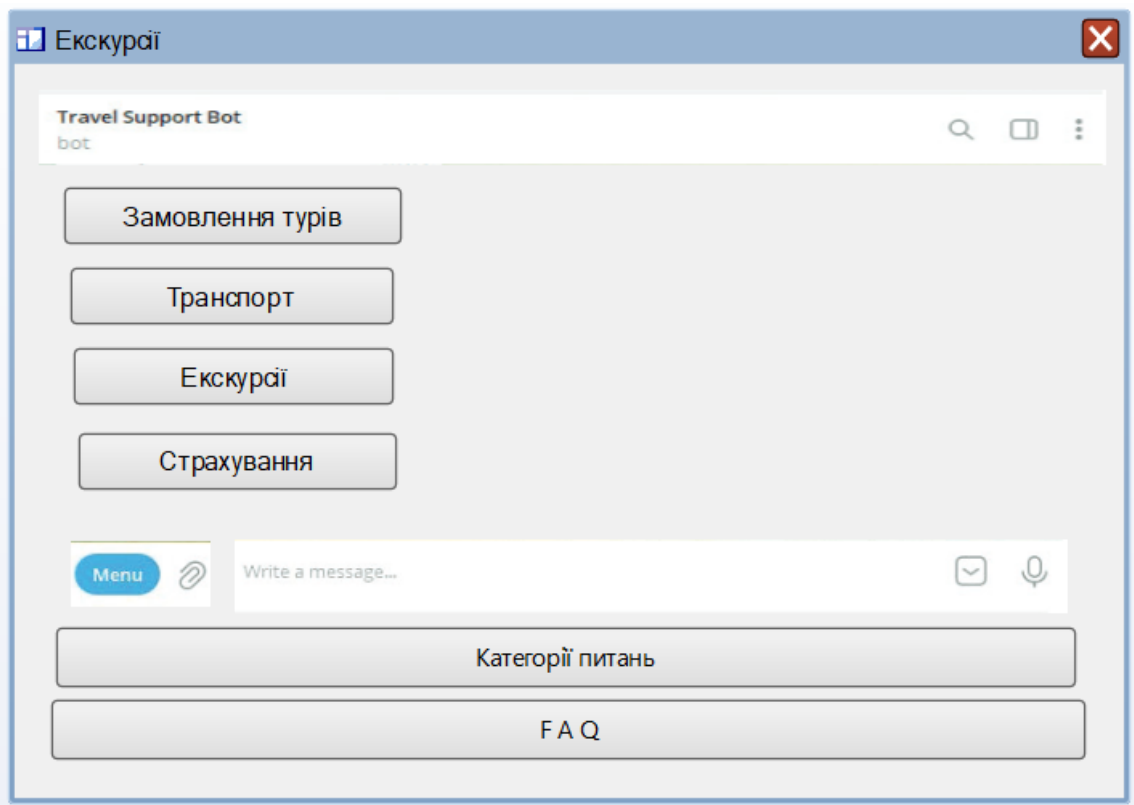 Екскурсії
Travel Support Bot
bot
Замовлення турів
Транспорт
Екскурсії
Страхування
Menu
Write a message...
Категорії питань
F A Q